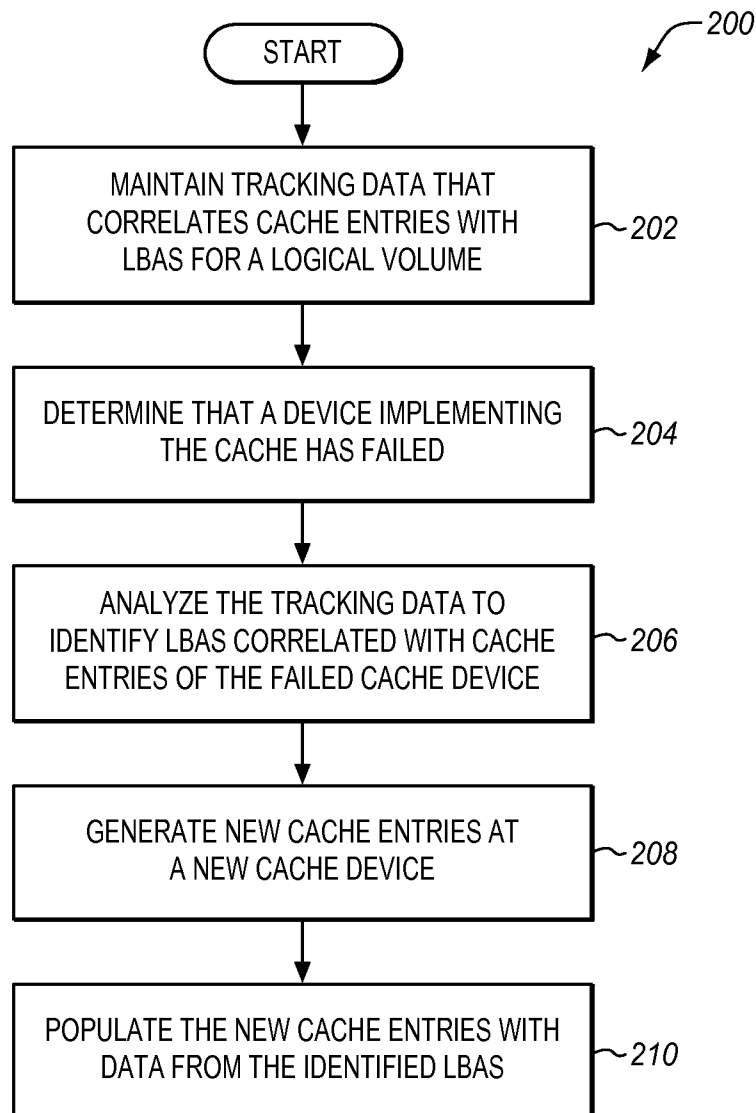 200
START
MAINTAIN TRACKING DATA THAT
CORRELATES CACHE ENTRIES WITH
LBAS FOR A LOGICAL VOLUME
202
DETERMINE THAT A DEVICE IMPLEMENTING
THE CACHE HAS FAILED
204
ANALYZE THE TRACKING DATA TO
IDENTIFY LBAS CORRELATED WITH CACHE
ENTRIES OF THE FAILED CACHE DEVICE
206
GENERATE NEW CACHE ENTRIES AT
A NEW CACHE DEVICE
208
POPULATE THE NEW CACHE ENTRIES WITH
DATA FROM THE IDENTIFIED LBAS
210